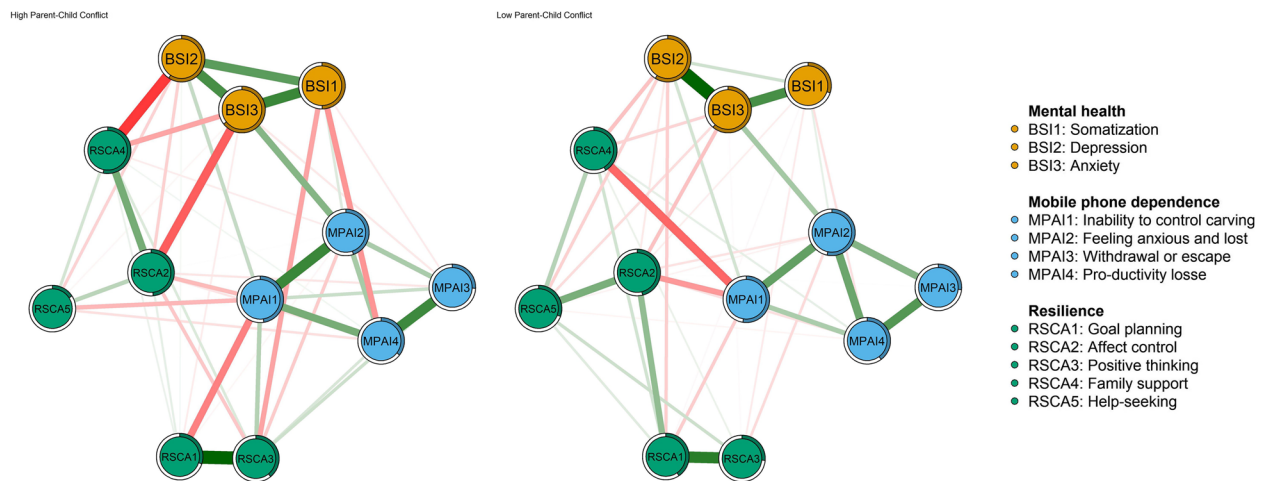 High Parent-Child Conflict
Low Parent-Child Conflict
BSI2
BSI1
BSI3
RSCA4
MPAI2
RSCA2
MPAI1
MPAI3
RSCA5
MPAI4
RSCA1
RSCA3
BSI2
BSI1
BSI3
RSCA4
MPAI2
RSCA2
MPAI1
MPAI3
RSCA5
MPAI4
RSCA1
RSCA3
Mental health
BSI1: Somatization
BSI2: Depression
BSI3: Anxiety
Mobile phone dependence
MPAI1: Inability to control carving
MPAI2: Feeling anxious and lost
MPAI3: Withdrawal or escape
MPAI4: Pro-ductivity losse
Resilience
RSCA1: Goal planning
RSCA2: Affect control
RSCA3: Positive thinking
RSCA4: Family support
RSCA5: Help-seeking